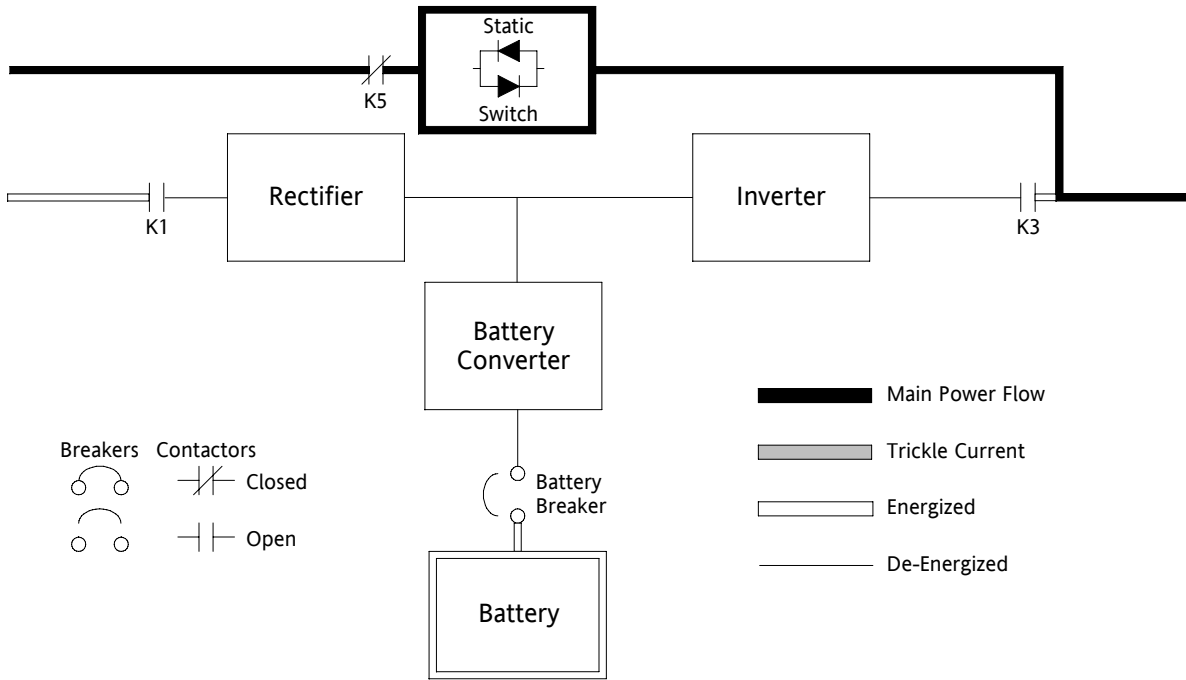 Static
Switch
K5
Rectifier
Inverter
K1
K3
Battery
Converter
Main Power Flow
Breakers Contactors
Trickle Current
Closed
Battery
Breaker
Energized
Open
De-Energized
Battery